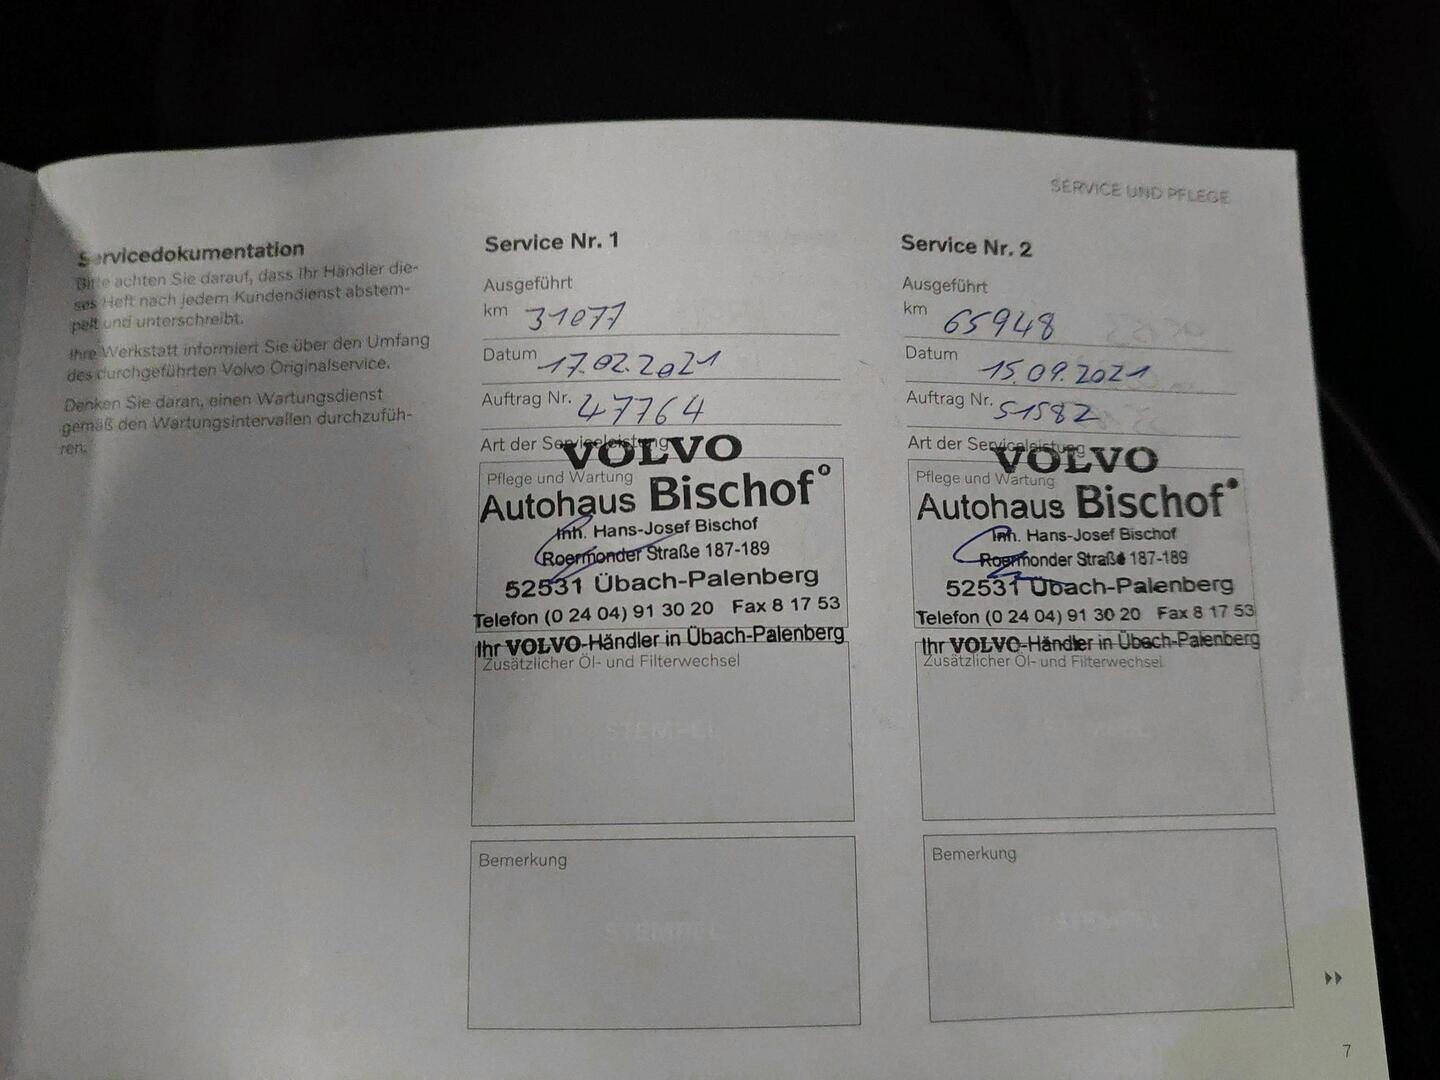 SERVICE UND PFLEGE
Servicedokumentation
Bitte achten Sie darauf, dass Ihr Händler die-
ses Heft nach jedem Kundendienst abstem-
pelt und unterschreibt.
Ihre Werkstatt informiert Sie über den Umfang
des durchgeführten Volvo Originalservice.
Denken Sie daran, einen Wartungsdienst
gemäß den Wartungsintervallen durchzufüh-
ren.
Service Nr. 1
Ausgeführt
km 31077
Datum 17.02.2021
Auftrag Nr. 47764
Art der Serviceleistung
VOLVO
Pflege und Wartung
Autohaus Bischof
Inh. Hans-Josef Bischof
Roermonder Straße 187-189
52531 Übach-Palenberg
Telefon (0 24 04) 91 30 20 Fax 8 17 53
Ihr VOLVO-Händler in Übach-Palenberg
Zusätzlicher Öl- und Filterwechsel
STEMPEL
Bemerkung
STEMPEL
Service Nr. 2
Ausgeführt
km 65948
Datum 15.09.2021
Auftrag Nr. 51582
Art der Serviceleistung
VOLVO
Pflege und Wartung
Autohaus Bischof
Inh. Hans-Josef Bischof
Roermonder Straße 187-189
52531 Übach-Palenberg
Telefon (0 24 04) 91 30 20 Fax 8 17 53
Ihr VOLVO-Händler in Übach-Palenberg
Zusätzlicher Öl- und Filterwechsel
STEMPEL
Bemerkung
STEMPEL
7